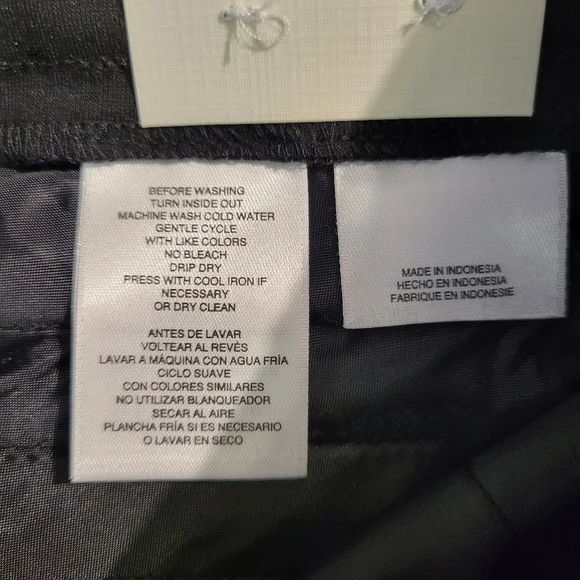 BEFORE WASHING
TURN INSIDE OUT
MACHINE WASH COLD WATER
GENTLE CYCLE
WITH LIKE COLORS
NO BLEACH
DRIP DRY
PRESS WITH COOL IRON IF
NECESSARY
OR DRY CLEAN
ANTES DE LAVAR
VOLTEAR AL REVÉS
LAVAR A MÁQUINA CON AGUA FRÍA
CICLO SUAVE
CON COLORES SIMILARES
NO UTILIZAR BLANQUEADOR
SECAR AL AIRE
PLANCHA FRÍA SI ES NECESARIO
O LAVAR EN SECO
MADE IN INDONESIA
HECHO EN INDONESIA
FABRIQUE EN INDONESIE